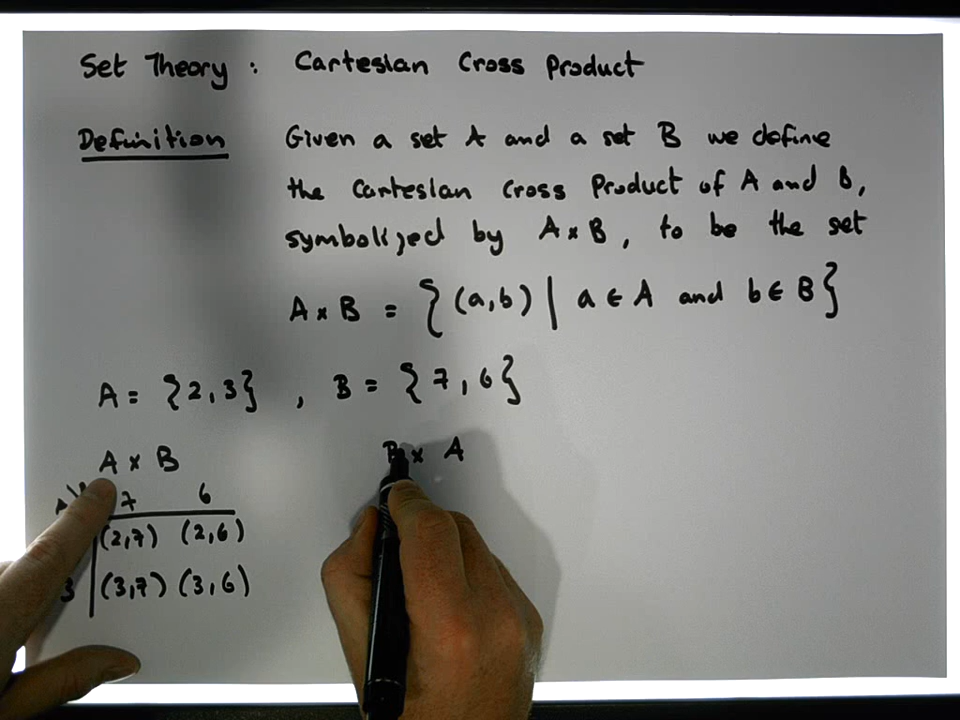 Set Theory : Cartesian Cross Product
Definition Given a set A and a set B we define
the Cartesian Cross Product of A and B,
symbolized by A × B, to be the set
A × B = {(a,b) | a ∈ A and b ∈ B}
A = {2,3} , B = {7,6}
A × B B × A
A 7 6
(2,7) (2,6)
3 (3,7) (3,6)